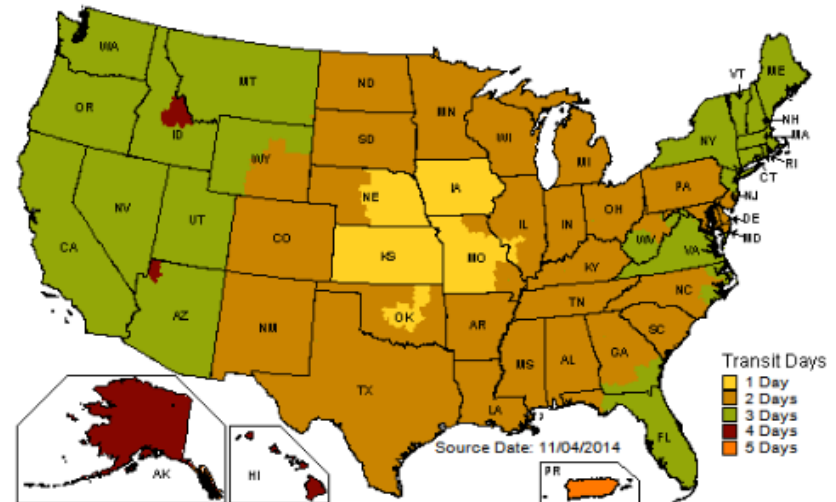 WA
MT
ND
MN
VT
ME
OR
ID
SD
WI
MI
NY
NH
MA
RI
CT
WY
NE
IA
PA
NJ
DE
MD
NV
UT
CO
KS
MO
IL
IN
OH
WV
VA
CA
KY
AZ
NM
OK
AR
TN
NC
SC
TX
MS
AL
GA
LA
FL
Transit Days
1 Day
2 Days
3 Days
4 Days
5 Days
Source Date: 11/04/2014
AK
HI
PR